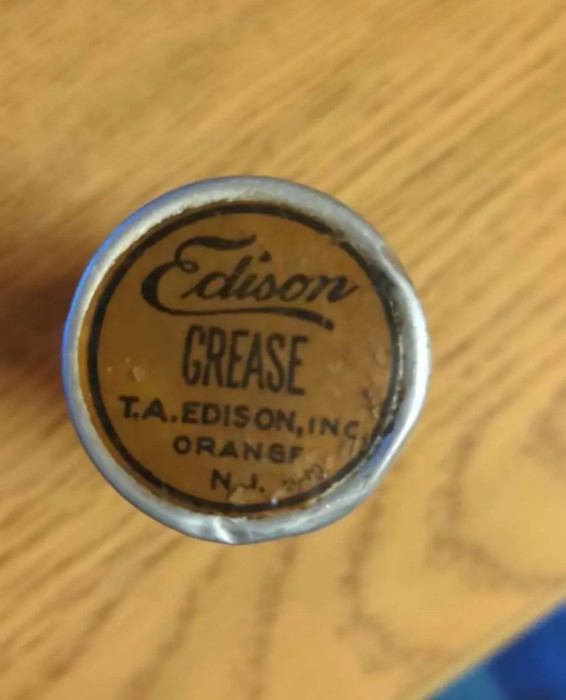 Edison
GREASE
T.A.EDISON, INC
ORANGE
N.J.